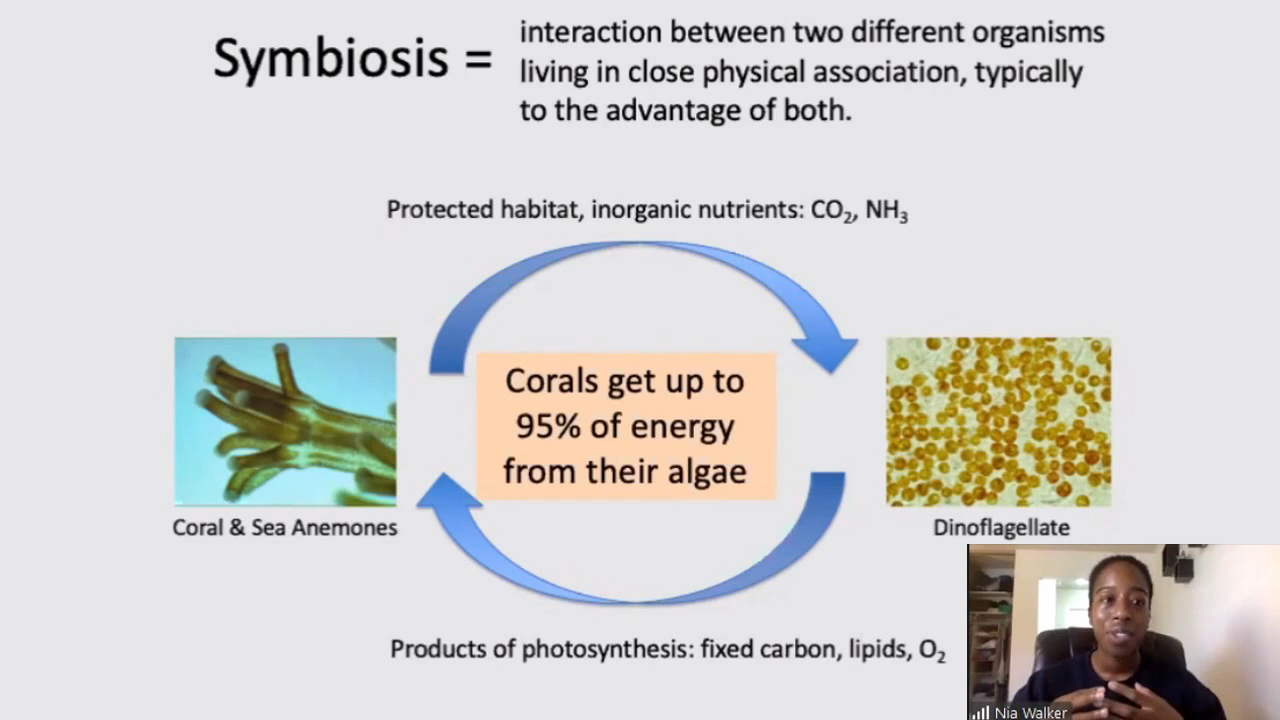 Symbiosis =
interaction between two different organisms
living in close physical association, typically
to the advantage of both.
Protected habitat, inorganic nutrients: CO₂, NH₃
Corals get up to
95% of energy
from their algae
Coral & Sea Anemones
Dinoflagellate
Products of photosynthesis: fixed carbon, lipids, O₂
Nia Walker